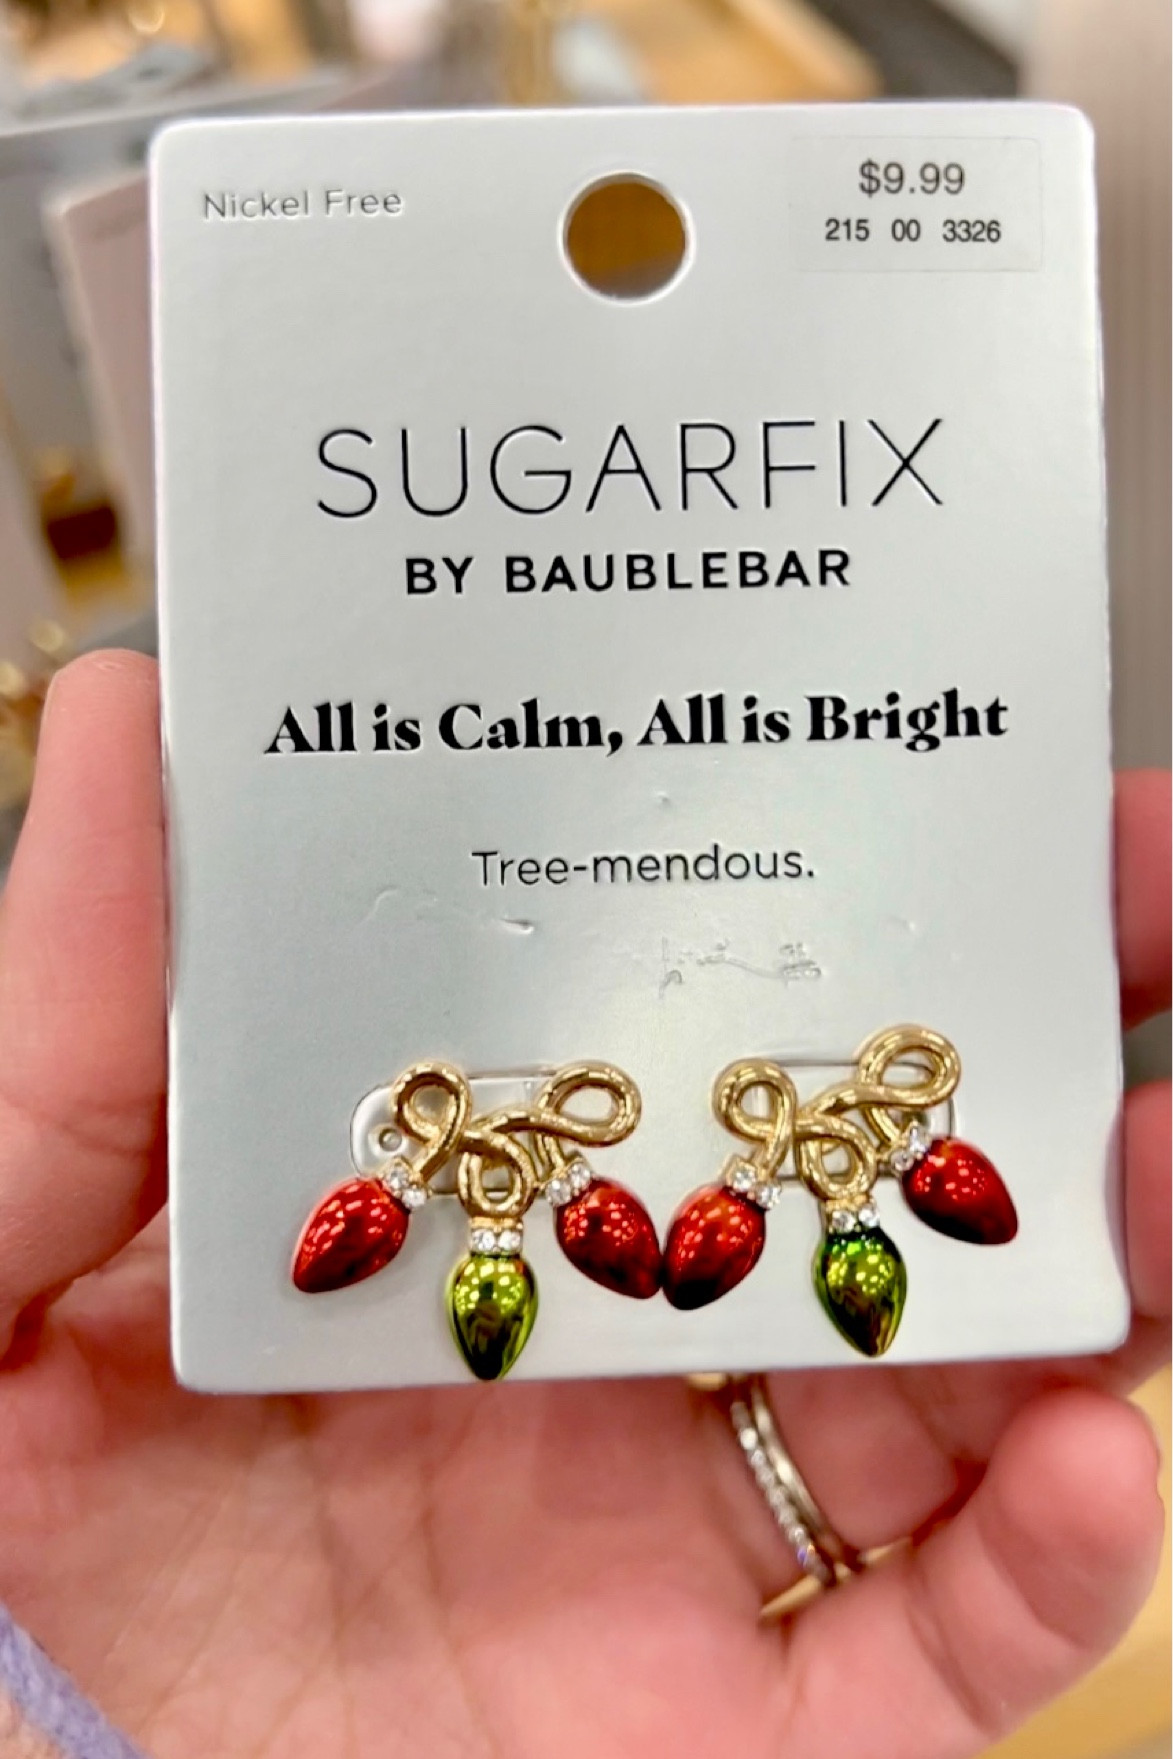 Nickel Free
$9.99
215 00 3326
SUGARFIX
BY BAUBLEBAR
All is Calm, All is Bright
Tree-mendous.